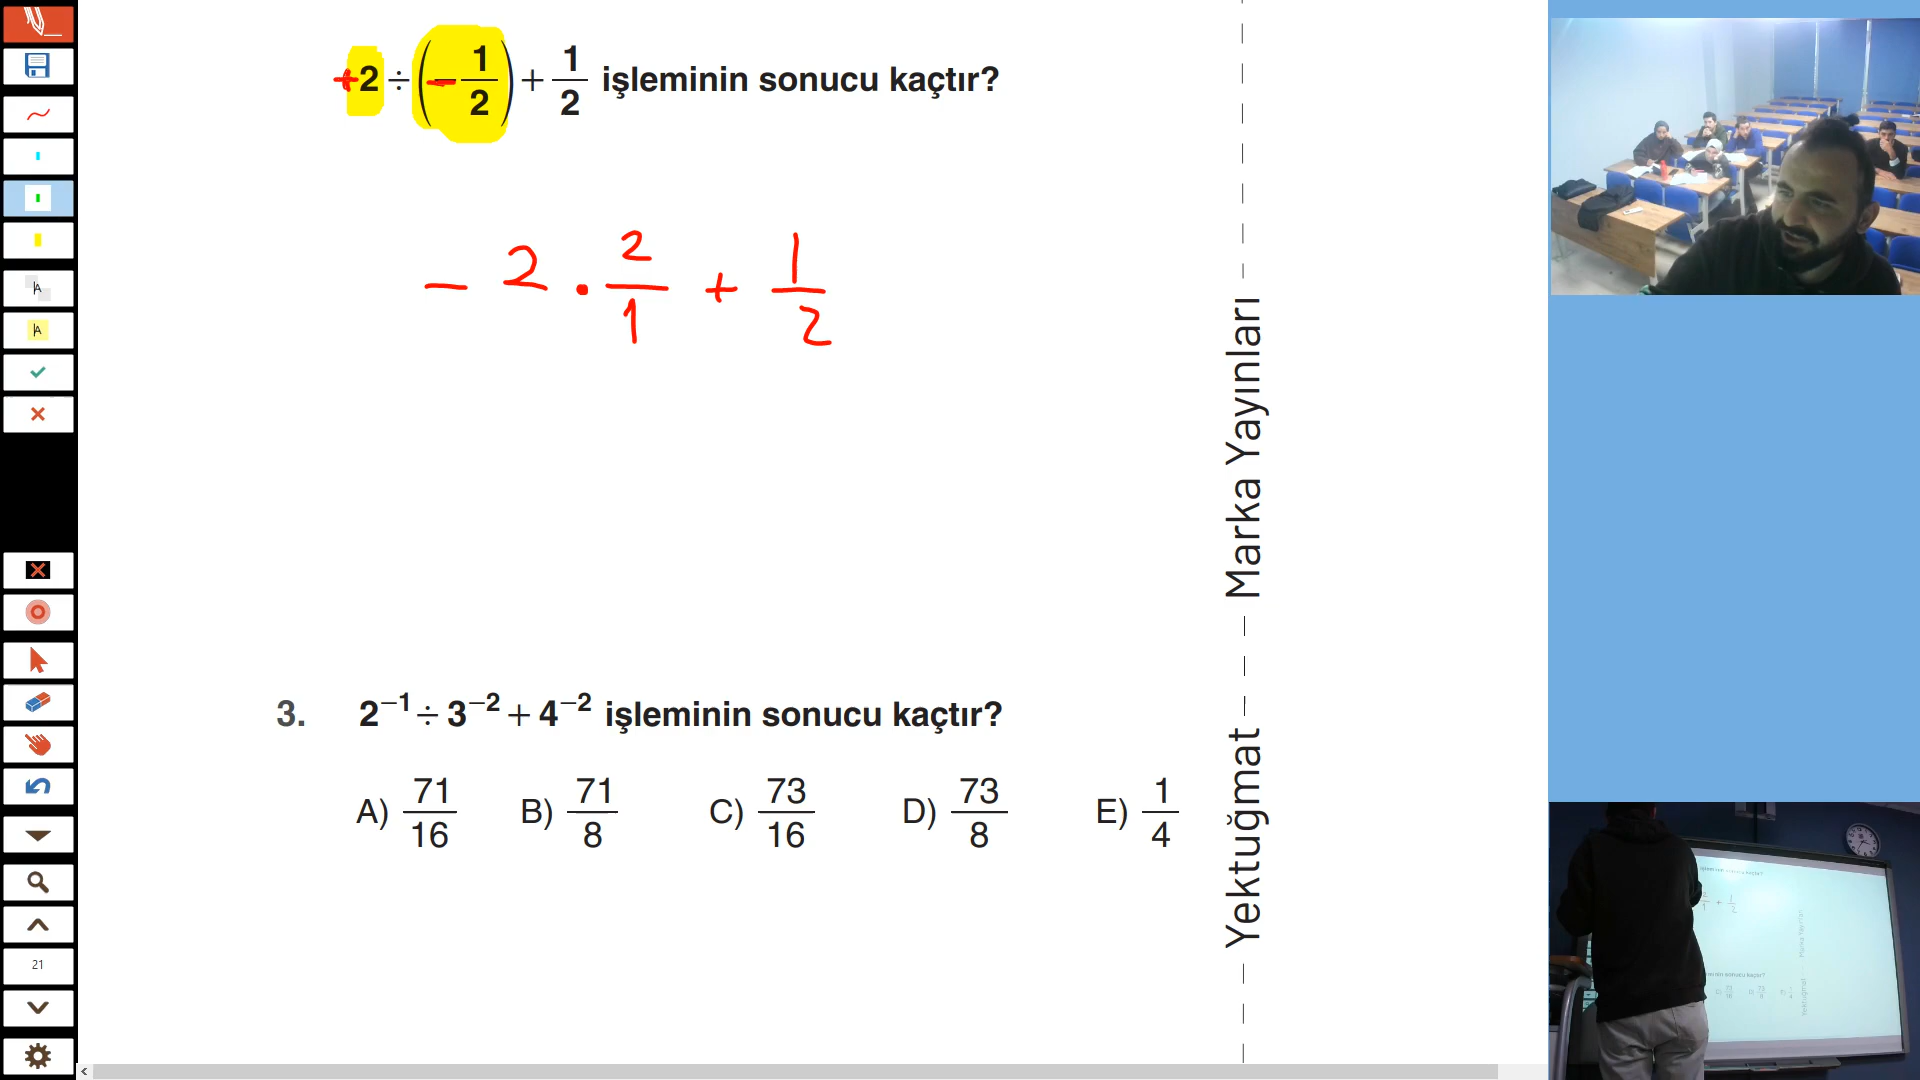 +2 ÷ (− 1/2) + 1/2 işleminin sonucu kaçtır?
− 2 . 2/1 + 1/2
3. 2⁻¹ ÷ 3⁻² + 4⁻² işleminin sonucu kaçtır?
A) 71/16 B) 71/8 C) 73/16 D) 73/8 E) 1/4
Yektuğmat — Marka Yayınları
21